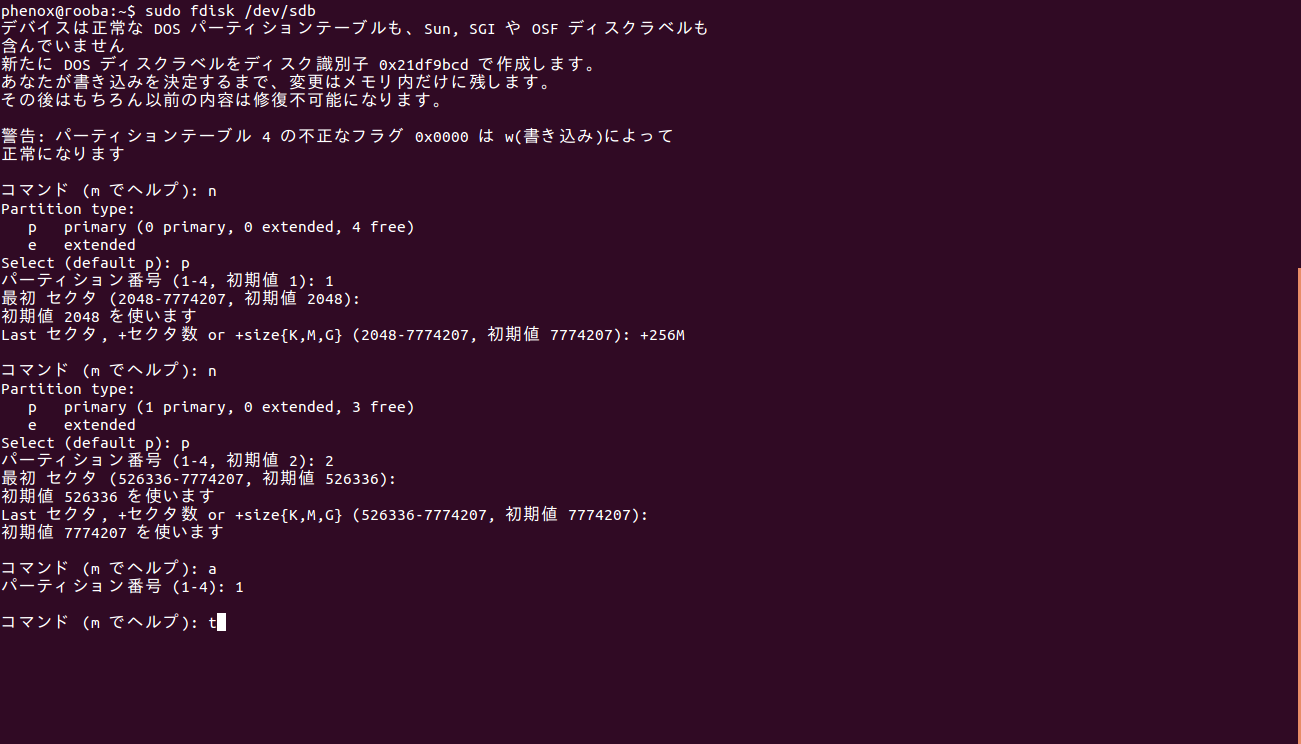 phenox@rooba:~$ sudo fdisk /dev/sdb
デバイスは正常な DOS パーティションテーブルも、Sun, SGI や OSF ディスクラベルも
含んでいません
新たに DOS ディスクラベルをディスク識別子 0x21df9bcd で作成します。
あなたが書き込みを決定するまで、変更はメモリ内だけに残します。
その後はもちろん以前の内容は修復不可能になります。
警告: パーティションテーブル 4 の不正なフラグ 0x0000 は w(書き込み)によって
正常になります
コマンド (m でヘルプ): n
Partition type:
   p   primary (0 primary, 0 extended, 4 free)
   e   extended
Select (default p): p
パーティション番号 (1-4, 初期値 1): 1
最初 セクタ (2048-7774207, 初期値 2048):
初期値 2048 を使います
Last セクタ, +セクタ数 or +size{K,M,G} (2048-7774207, 初期値 7774207): +256M
コマンド (m でヘルプ): n
Partition type:
   p   primary (1 primary, 0 extended, 3 free)
   e   extended
Select (default p): p
パーティション番号 (1-4, 初期値 2): 2
最初 セクタ (526336-7774207, 初期値 526336):
初期値 526336 を使います
Last セクタ, +セクタ数 or +size{K,M,G} (526336-7774207, 初期値 7774207):
初期値 7774207 を使います
コマンド (m でヘルプ): a
パーティション番号 (1-4): 1
コマンド (m でヘルプ): t